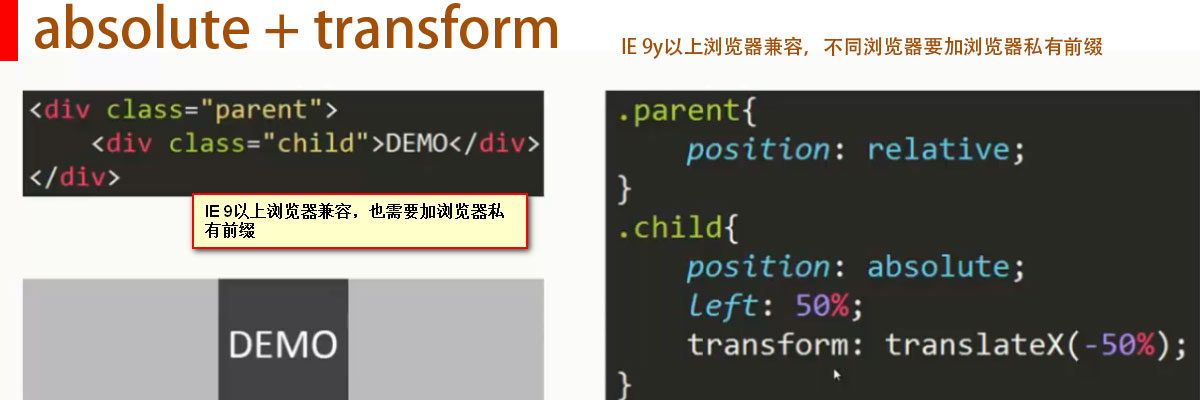 absolute + transform
IE 9y以上浏览器兼容，不同浏览器要加浏览器私有前缀
<div class="parent">
    <div class="child">DEMO</div>
</div>
IE 9以上浏览器兼容，也需要加浏览器私
有前缀
DEMO
.parent{
    position: relative;
}
.child{
    position: absolute;
    left: 50%;
    transform: translateX(-50%);
}